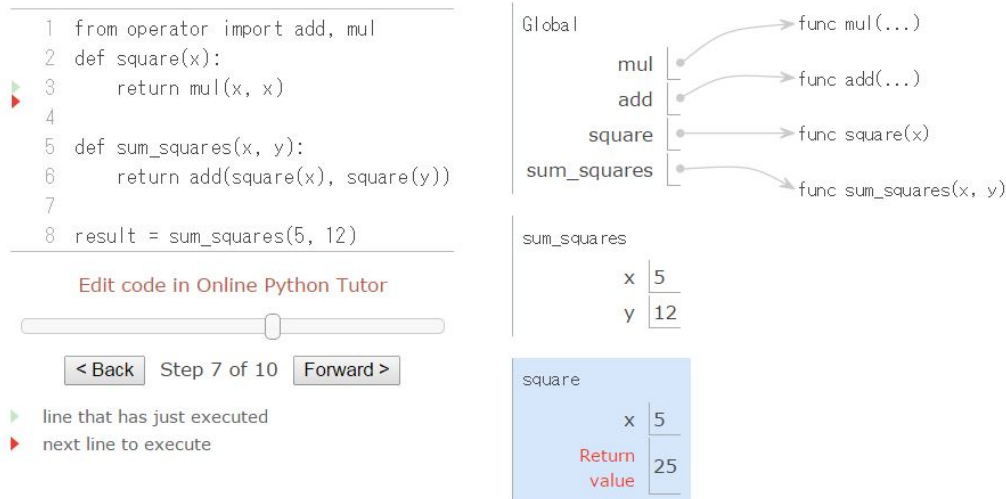 1 from operator import add, mul
2 def square(x):
3 return mul(x, x)
4
5 def sum_squares(x, y):
6 return add(square(x), square(y))
7
8 result = sum_squares(5, 12)
Edit code in Online Python Tutor
< Back Step 7 of 10 Forward >
line that has just executed
next line to execute
Global
mul
add
square
sum_squares
func mul(...)
func add(...)
func square(x)
func sum_squares(x, y)
sum_squares
x 5
y 12
square
x 5
Return
value 25